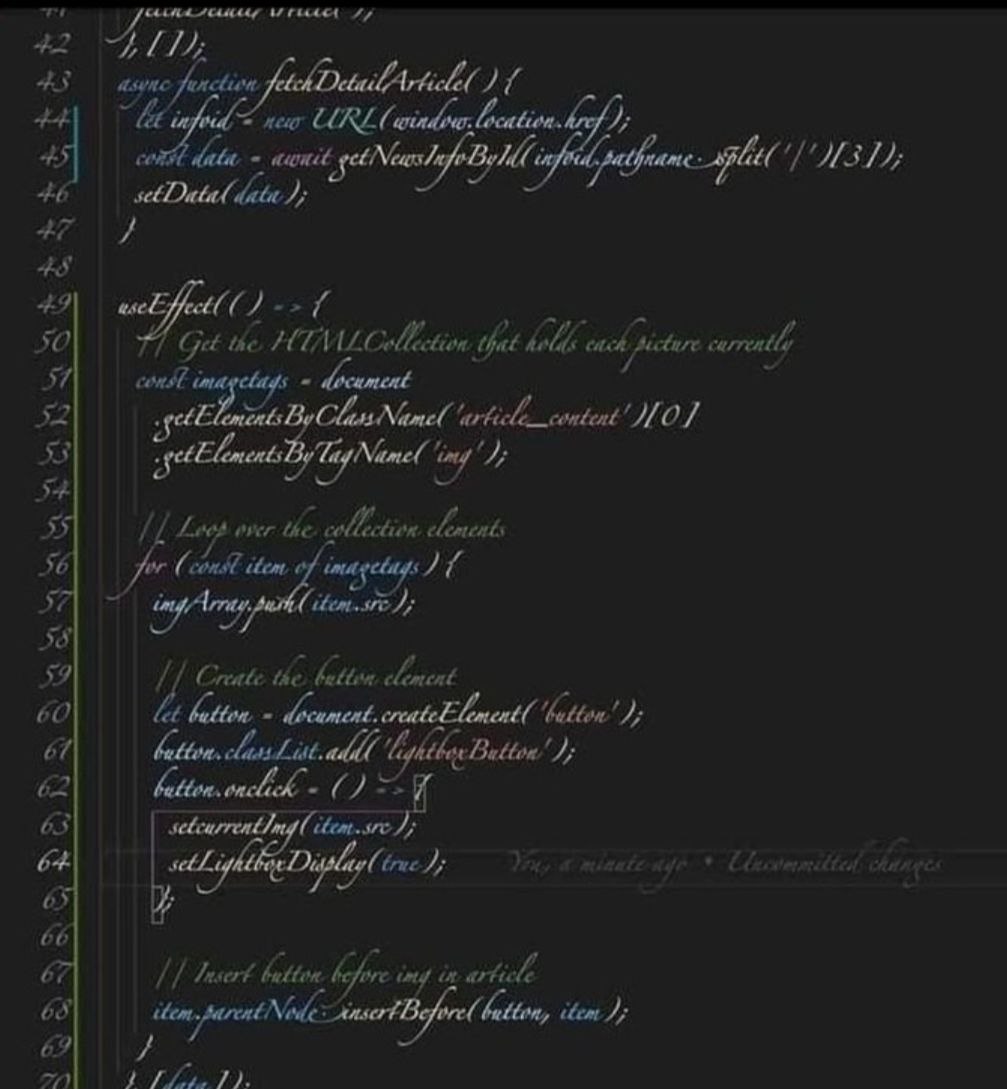 41 fetchDetailArticle( );
42 }, [ ]);
43 async function fetchDetailArticle( ) {
44 let infoid = new URL( window.location.href);
45 const data = await getNewsInfoById( infoid.pathname.split('/')[3]);
46 setData( data );
47 }
48
49 useEffect( ( ) => {
50 // Get the HTMLCollection that holds each picture currently
51 const imagetags = document
52 .getElementsByClassName( 'article_content' )[0]
53 .getElementsByTagName( 'img' );
54
55 // Loop over the collection elements
56 for ( const item of imagetags ) {
57 imgArray.push( item.src );
58
59 // Create the button element
60 let button = document.createElement( 'button' );
61 button.classList.add( 'lightboxButton' );
62 button.onclick = ( ) => {
63 setcurrentImg( item.src );
64 setLightboxDisplay( true ); You, a minute ago • Uncommitted changes
65 };
66
67 // Insert button before img in article
68 item.parentNode.insertBefore( button, item );
69 }
70 }, [ data ]);